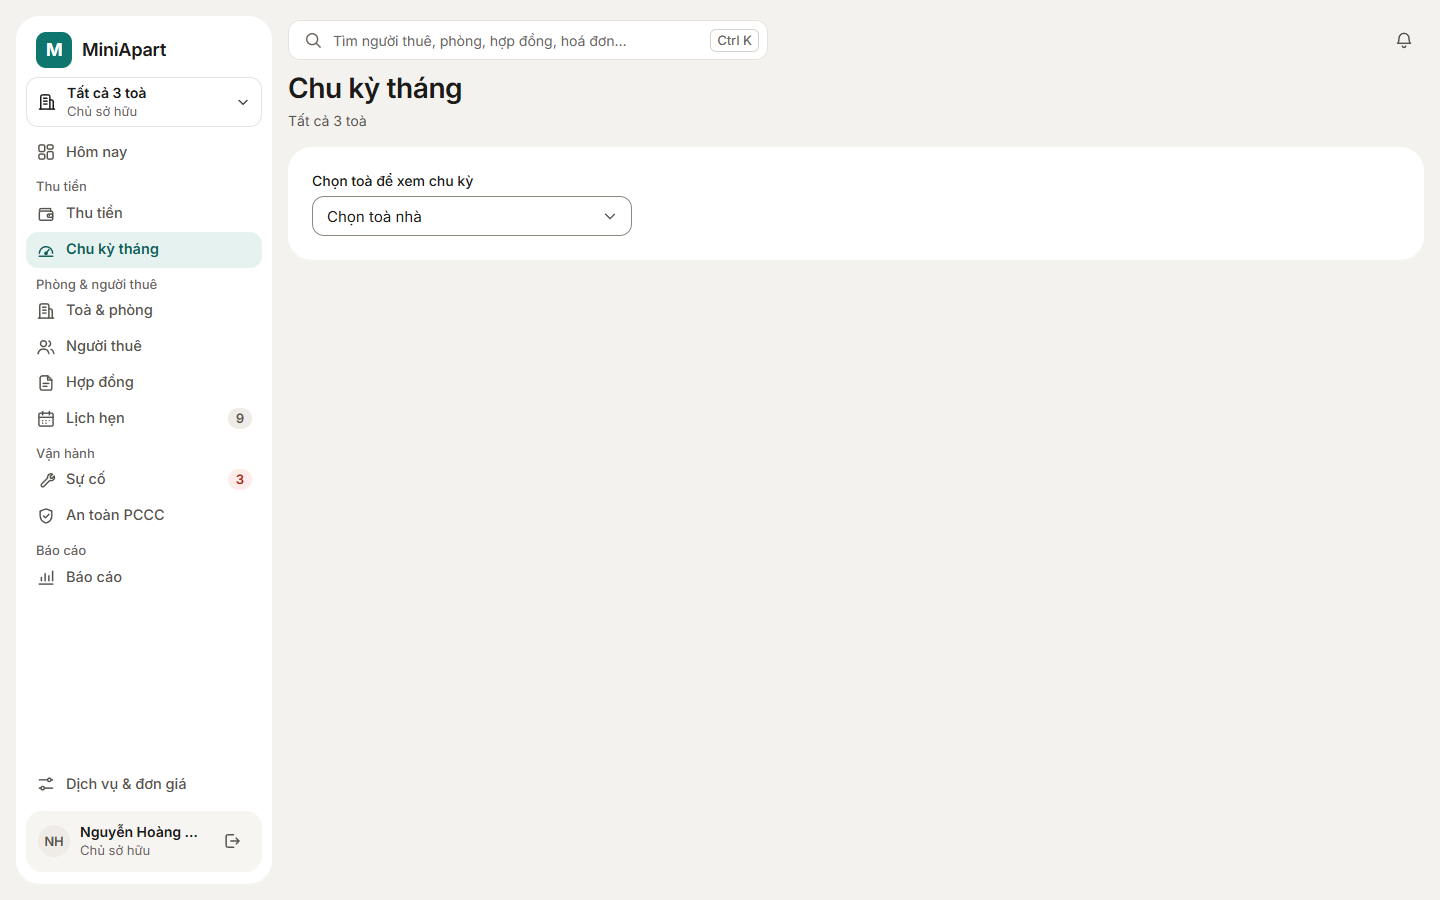 M MiniApart
Tất cả 3 toà
Chủ sở hữu
Hôm nay
Thu tiền
Thu tiền
Chu kỳ tháng
Phòng & người thuê
Toà & phòng
Người thuê
Hợp đồng
Lịch hẹn 9
Vận hành
Sự cố 3
An toàn PCCC
Báo cáo
Báo cáo
Dịch vụ & đơn giá
NH
Nguyễn Hoàng ...
Chủ sở hữu
Tìm người thuê, phòng, hợp đồng, hoá đơn... Ctrl K
Chu kỳ tháng
Tất cả 3 toà
Chọn toà để xem chu kỳ
Chọn toà nhà